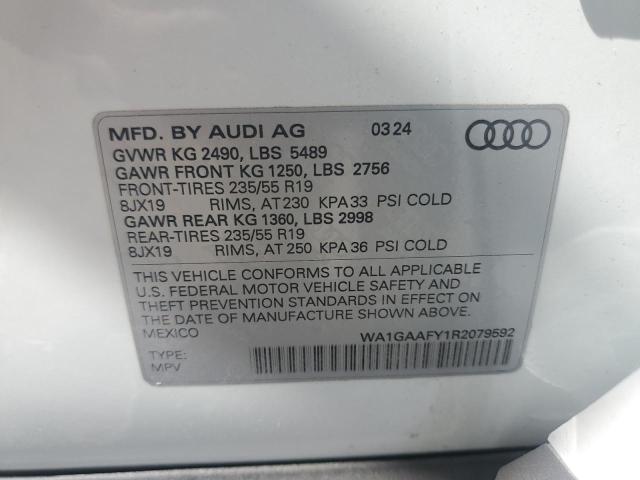 MFD. BY AUDI AG 03 24
GVWR KG 2490, LBS 5489
GAWR FRONT KG 1250, LBS 2756
FRONT-TIRES 235/55 R19
8JX19 RIMS, AT 230 KPA 33 PSI COLD
GAWR REAR KG 1360, LBS 2998
REAR-TIRES 235/55 R19
8JX19 RIMS, AT 250 KPA 36 PSI COLD
THIS VEHICLE CONFORMS TO ALL APPLICABLE
U.S. FEDERAL MOTOR VEHICLE SAFETY AND
THEFT PREVENTION STANDARDS IN EFFECT ON
THE DATE OF MANUFACTURE SHOWN ABOVE.
MEXICO WA1GAAFY1R2079592
TYPE:
MPV